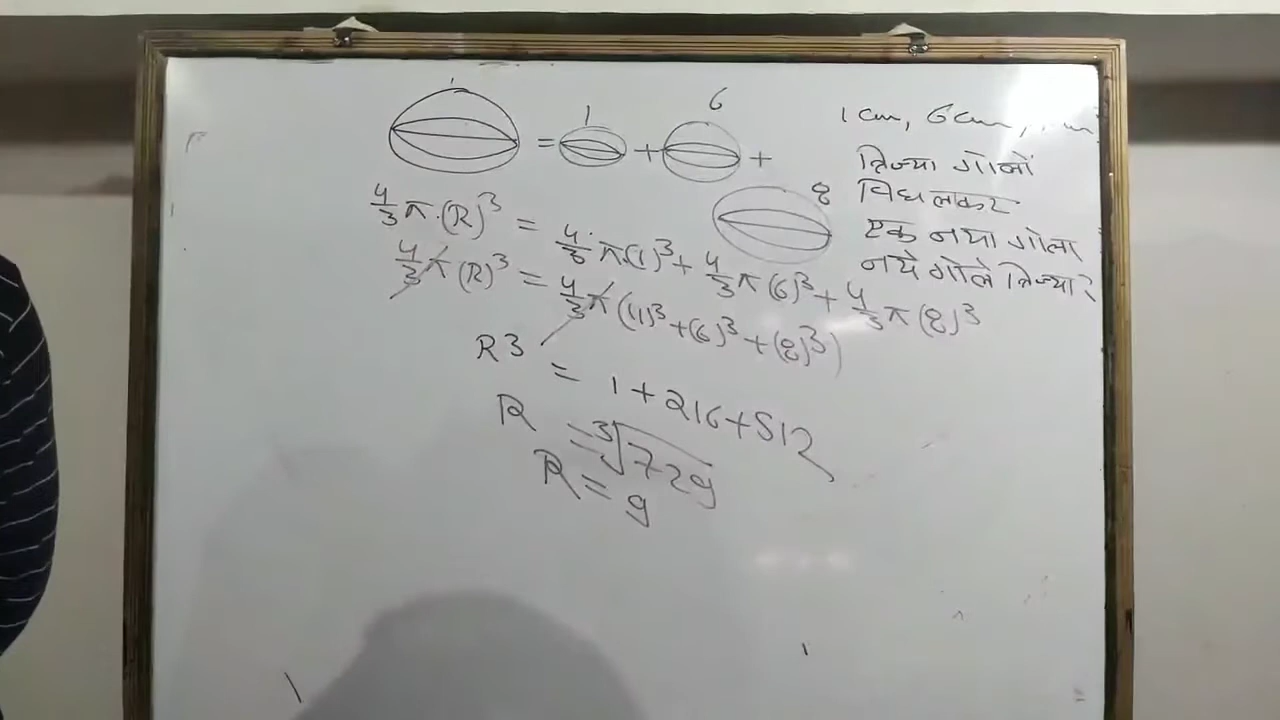 1 6
= + +
8
1 cm, 6 cm,
त्रिज्या गोलों
पिघलाकर
एक नया गोला
नये गोले त्रिज्या?
4/3 π.(R)³ = 4/3 π(1)³ + 4/3 π(6)³ + 4/3 π(8)³
4/3 π(R)³ = 4/3 π((1)³ + (6)³ + (8)³)
R3 = 1 + 216 + 512
R = ³√729
R = 9